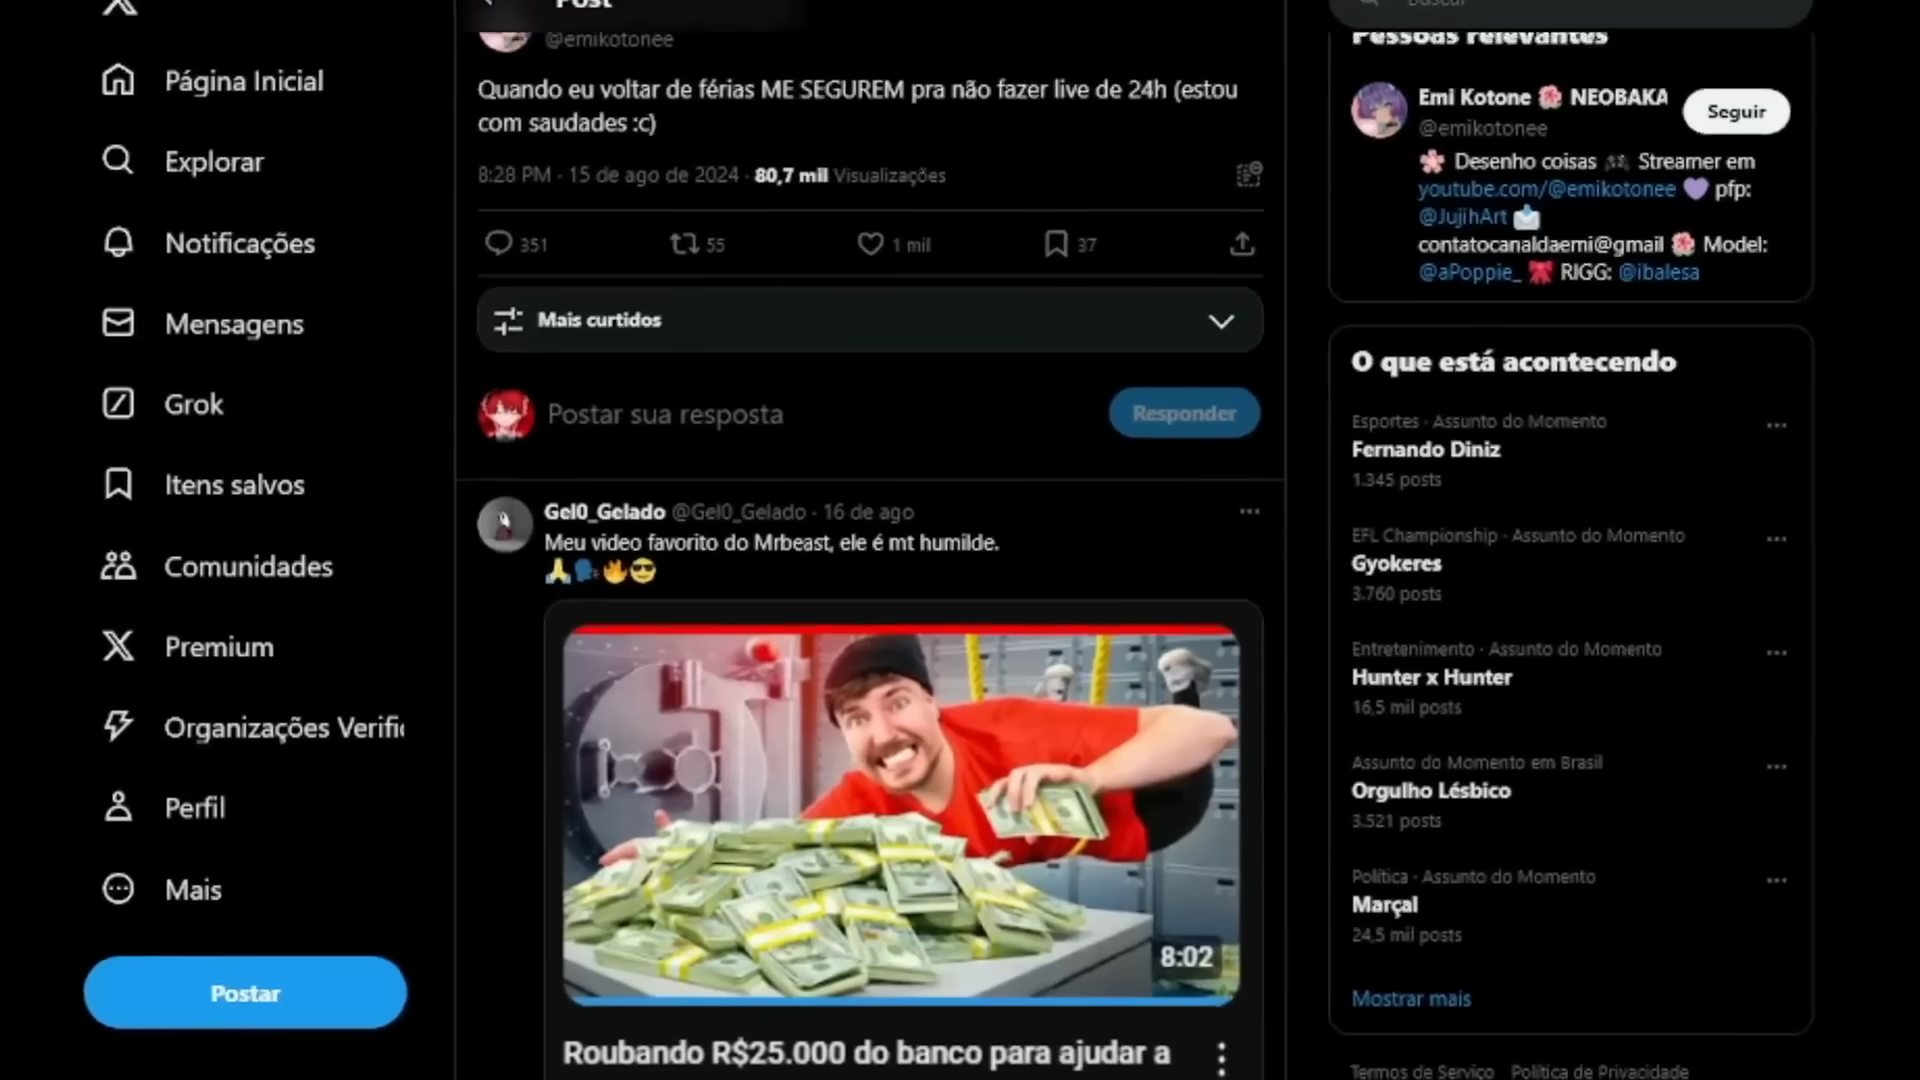 Página Inicial
Explorar
Notificações
Mensagens
Grok
Itens salvos
Comunidades
Premium
Organizações Verific
Perfil
Mais
Postar
Post
@emikotonee
Quando eu voltar de férias ME SEGUREM pra não fazer live de 24h (estou
com saudades :c)
8:28 PM · 15 de ago de 2024 · 80,7 mil Visualizações
351
55
1 mil
37
Mais curtidos
Postar sua resposta
Responder
Gel0_Gelado @Gel0_Gelado · 16 de ago
Meu video favorito do Mrbeast, ele é mt humilde.
🙏🗣🔥😎
8:02
Roubando R$25.000 do banco para ajudar a
Buscar
Pessoas relevantes
Emi Kotone 🌸 NEOBAKA
@emikotonee
Seguir
🌸 Desenho coisas 🎮 Streamer em
youtube.com/@emikotonee 💜 pfp:
@JujihArt 📩
contatocanaldaemi@gmail 🌺 Model:
@aPoppie_ 🎀 RIGG: @ibalesa
O que está acontecendo
Esportes · Assunto do Momento
Fernando Diniz
1.345 posts
EFL Championship · Assunto do Momento
Gyokeres
3.760 posts
Entretenimento · Assunto do Momento
Hunter x Hunter
16,5 mil posts
Assunto do Momento em Brasil
Orgulho Lésbico
3.521 posts
Política · Assunto do Momento
Marçal
24,5 mil posts
Mostrar mais
Termos de Serviço Política de Privacidade